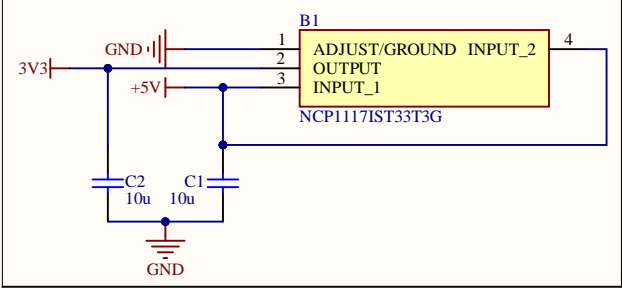 B1
GND 1 ADJUST/GROUND INPUT_2 4
3V3 2 OUTPUT
+5V 3 INPUT_1
NCP1117IST33T3G
C2 C1
10u 10u
GND